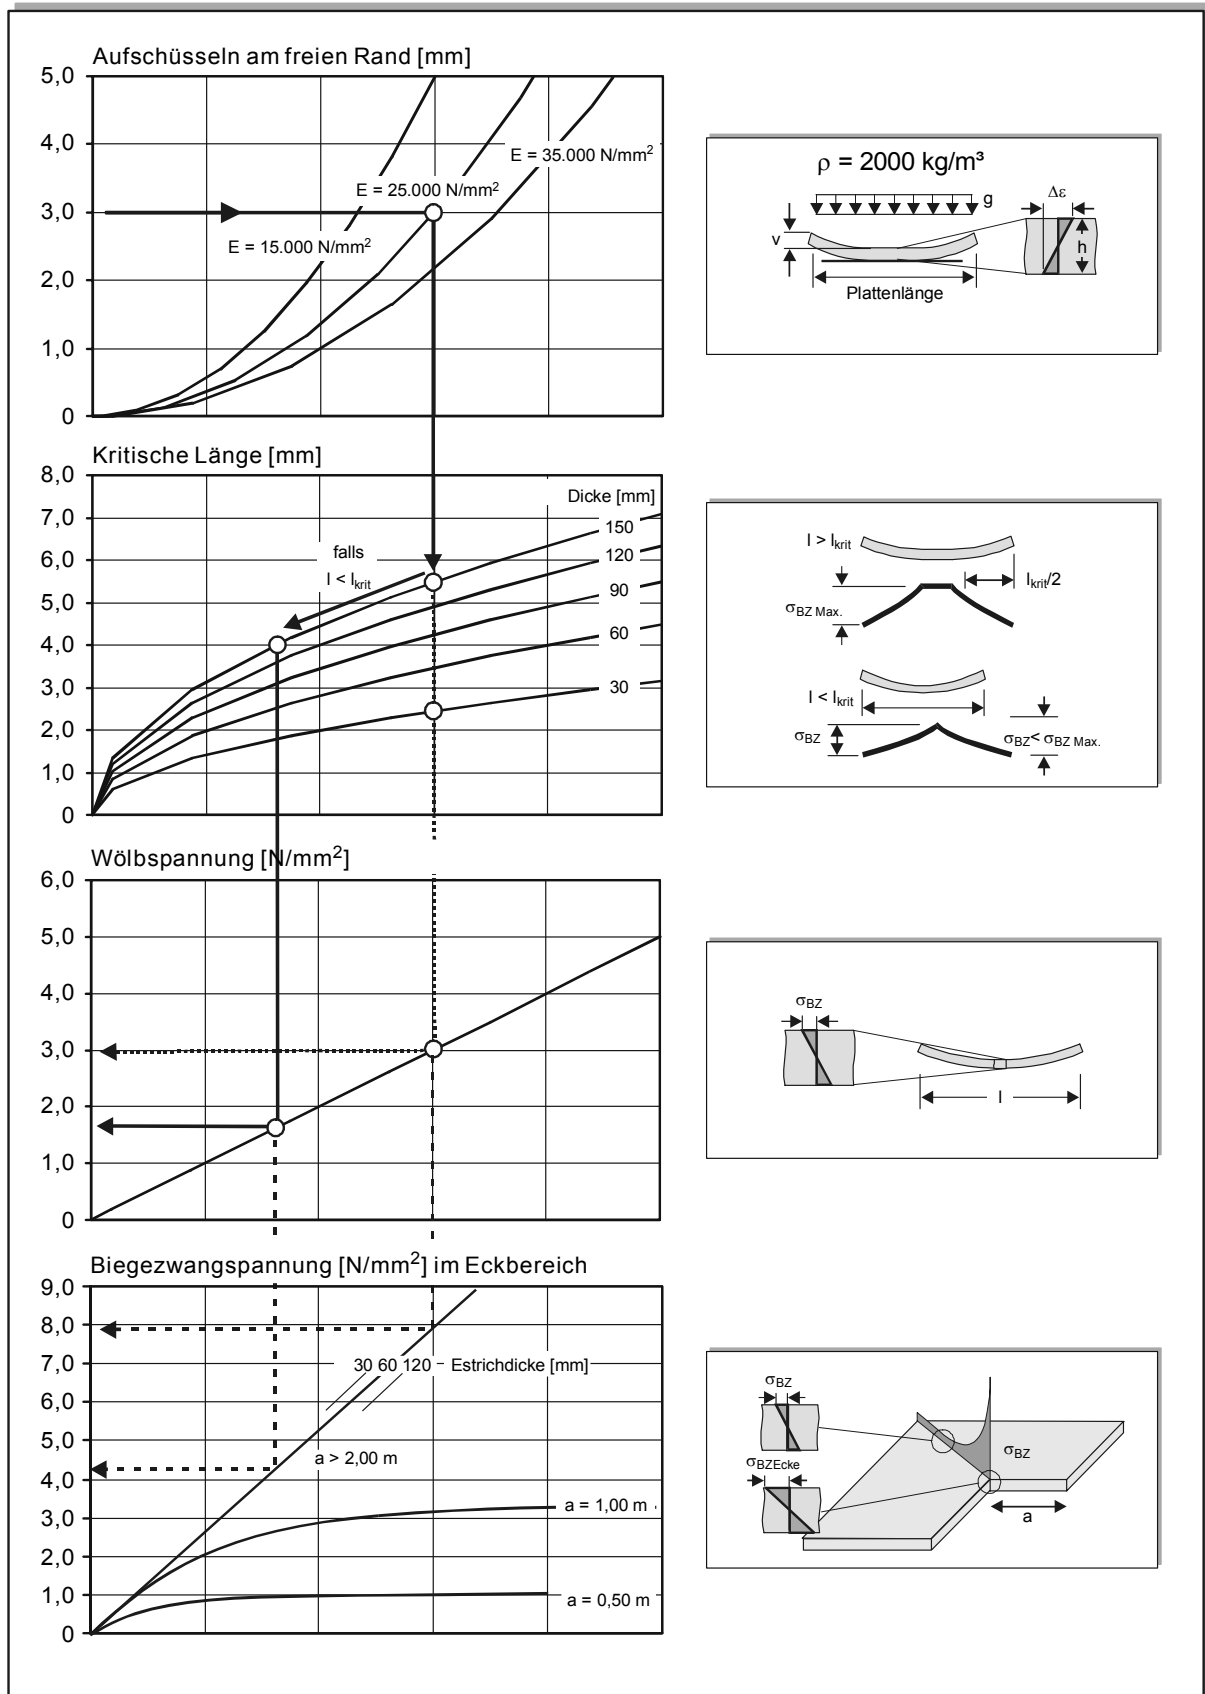 Aufschüsseln am freien Rand [mm]
5,0
4,0
3,0
2,0
1,0
0
E = 35.000 N/mm²
E = 25.000 N/mm²
E = 15.000 N/mm²
ρ = 2000 kg/m³
g
Δε
v
h
Plattenlänge
Kritische Länge [mm]
8,0
7,0
6,0
5,0
4,0
3,0
2,0
1,0
0
Dicke [mm]
150
120
90
60
30
falls
l < lkrit
l > lkrit
lkrit/2
σBZ Max.
l < lkrit
σBZ
σBZ < σBZ Max.
Wölbspannung [N/mm²]
6,0
5,0
4,0
3,0
2,0
1,0
0
σBZ
l
Biegezwangspannung [N/mm²] im Eckbereich
9,0
8,0
7,0
6,0
5,0
4,0
3,0
2,0
1,0
0
30 60 120 Estrichdicke [mm]
a > 2,00 m
a = 1,00 m
a = 0,50 m
σBZ
σBZEcke
σBZ
a